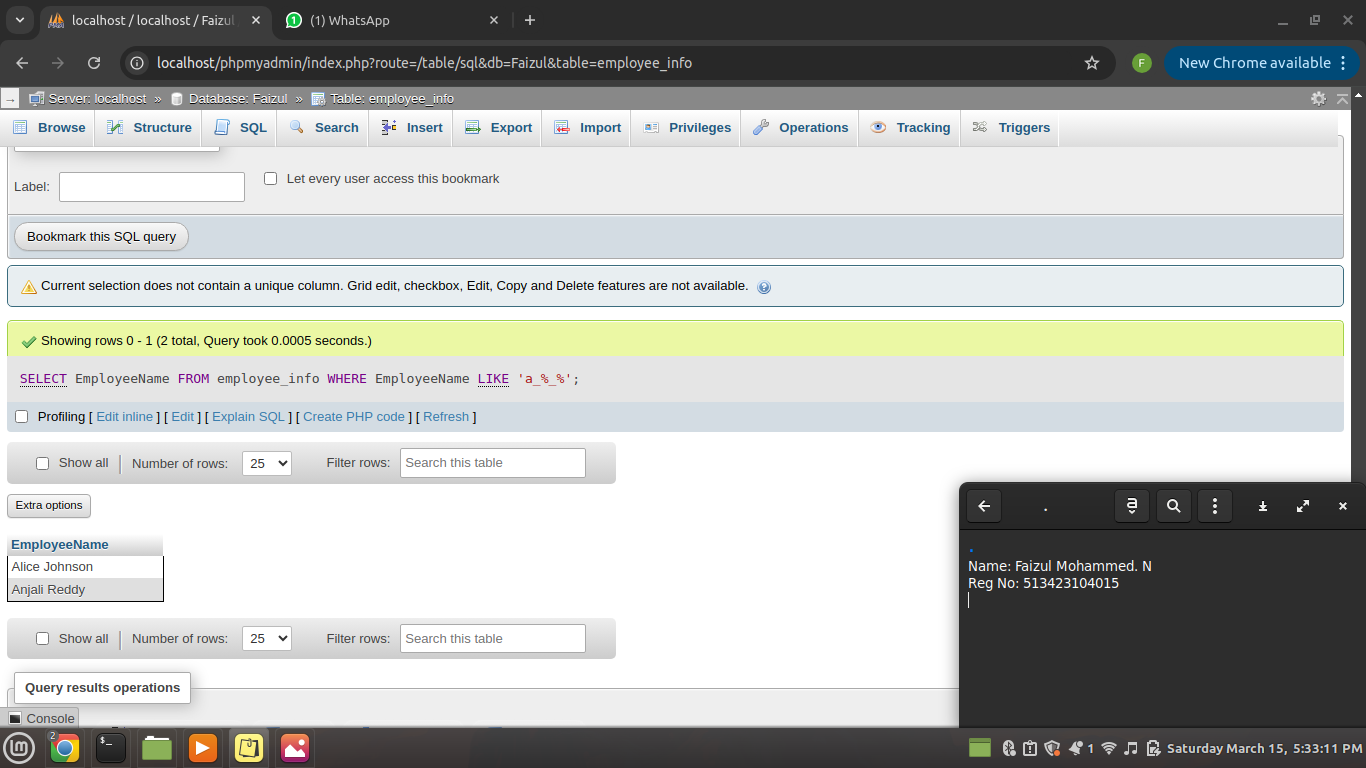 localhost / localhost / Faizul
(1) WhatsApp
localhost/phpmyadmin/index.php?route=/table/sql&db=Faizul&table=employee_info
F
New Chrome available
Server: localhost » Database: Faizul » Table: employee_info
Browse Structure SQL Search Insert Export Import Privileges Operations Tracking Triggers
Label:
Let every user access this bookmark
Bookmark this SQL query
Current selection does not contain a unique column. Grid edit, checkbox, Edit, Copy and Delete features are not available.
Showing rows 0 - 1 (2 total, Query took 0.0005 seconds.)
SELECT EmployeeName FROM employee_info WHERE EmployeeName LIKE 'a_%_%';
Profiling [ Edit inline ] [ Edit ] [ Explain SQL ] [ Create PHP code ] [ Refresh ]
Show all Number of rows: 25 Filter rows: Search this table
Extra options
EmployeeName
Alice Johnson
Anjali Reddy
Show all Number of rows: 25 Filter rows: Search this table
Query results operations
Console
.
a
.
Name: Faizul Mohammed. N
Reg No: 513423104015
2
1
Saturday March 15, 5:33:11 PM